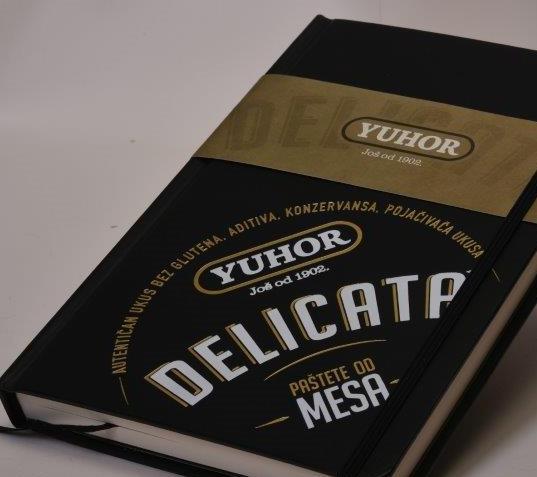 DELICAT
YUHOR
Još od 1902.
AUTENTIČAN UKUS BEZ GLUTENA, ADITIVA, KONZERVANSA, POJAČIVAČA UKUSA
YUHOR
Još od 1902.
DELICATA
PAŠTETE OD
MESA